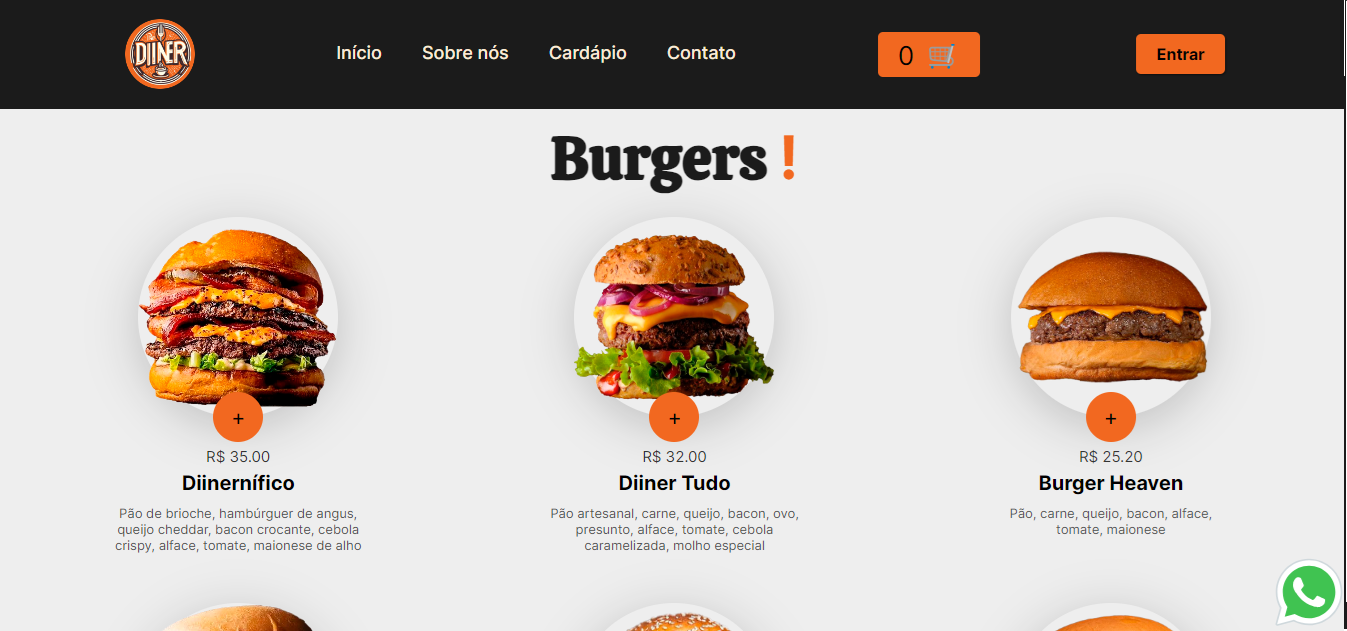 DIINER
Início
Sobre nós
Cardápio
Contato
0
Entrar
Burgers !
+
+
+
R$ 35.00
R$ 32.00
R$ 25.20
Diinernífico
Diiner Tudo
Burger Heaven
Pão de brioche, hambúrguer de angus,
queijo cheddar, bacon crocante, cebola
crispy, alface, tomate, maionese de alho
Pão artesanal, carne, queijo, bacon, ovo,
presunto, alface, tomate, cebola
caramelizada, molho especial
Pão, carne, queijo, bacon, alface,
tomate, maionese